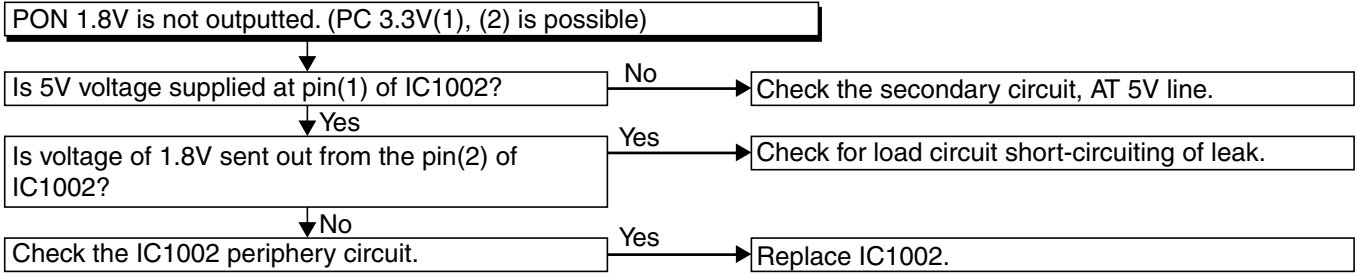 PON 1.8V is not outputted. (PC 3.3V(1), (2) is possible)
Is 5V voltage supplied at pin(1) of IC1002?
No
Check the secondary circuit, AT 5V line.
Yes
Is voltage of 1.8V sent out from the pin(2) of
IC1002?
Yes
Check for load circuit short-circuiting of leak.
No
Check the IC1002 periphery circuit.
Yes
Replace IC1002.